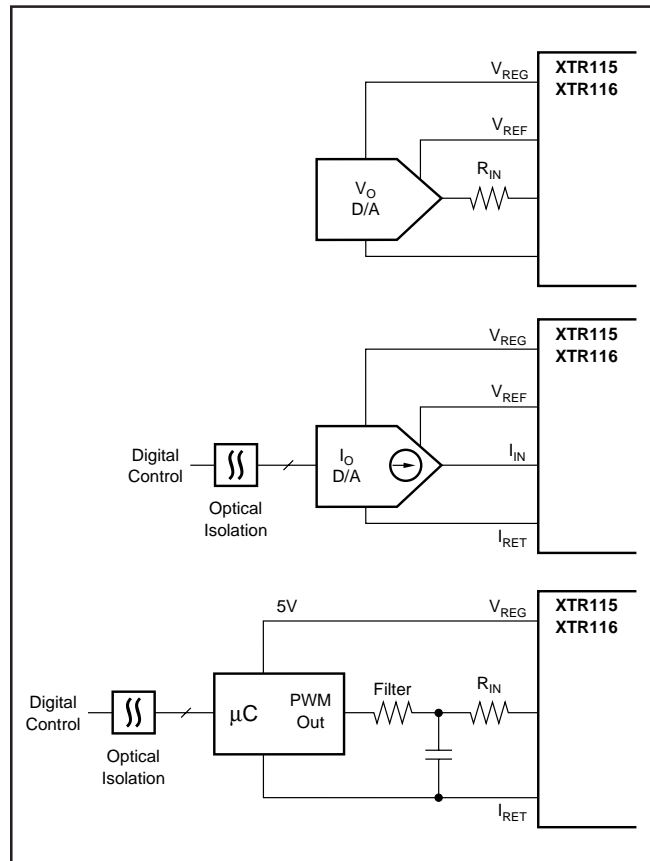 XTR115
XTR116
V_REG
V_REF
R_IN
V_O
D/A
XTR115
XTR116
V_REG
V_REF
Digital
Control
I_O
D/A
I_IN
Optical
Isolation
I_RET
XTR115
XTR116
5V
V_REG
Filter
R_IN
Digital
Control
μC
PWM
Out
Optical
Isolation
I_RET